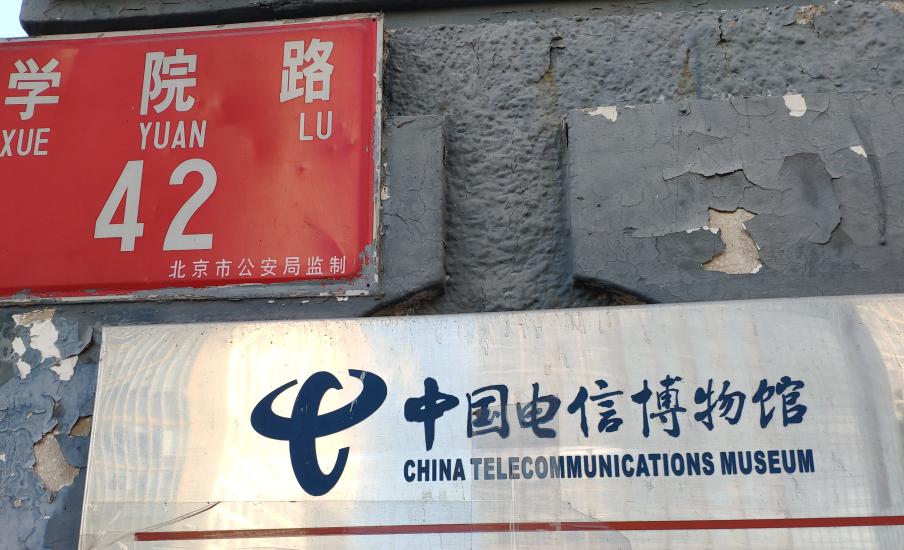 学院路
XUE YUAN LU
42
北京市公安局监制
中国电信博物馆
CHINA TELECOMMUNICATIONS MUSEUM